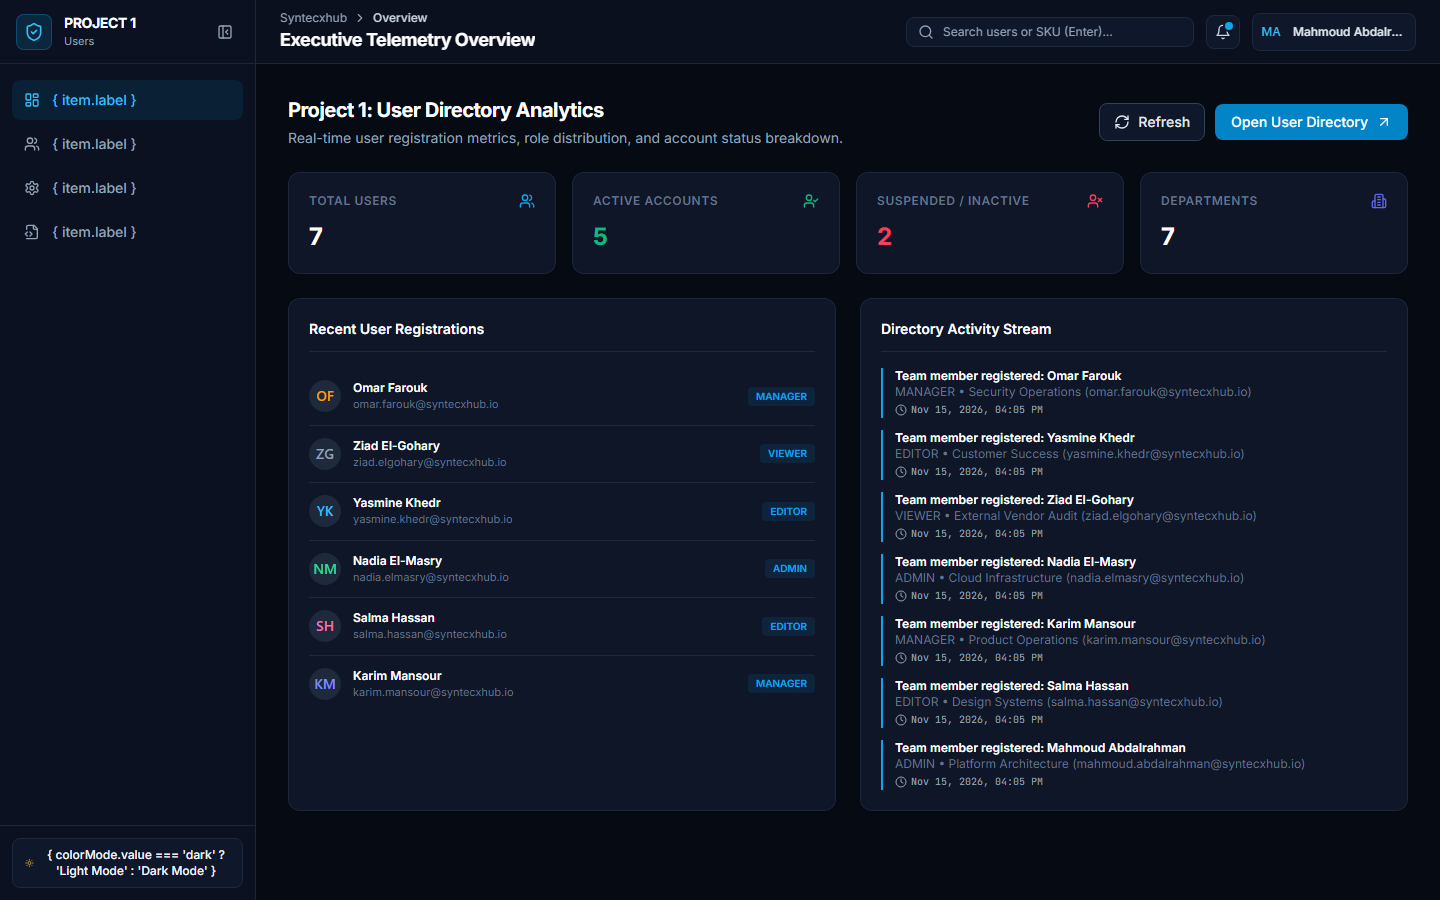 PROJECT 1
Users
{ item.label }
{ item.label }
{ item.label }
{ item.label }
{ colorMode.value === 'dark' ?
'Light Mode' : 'Dark Mode' }
Syntecxhub > Overview
Executive Telemetry Overview
Search users or SKU (Enter)...
MA Mahmoud Abdalr...
Project 1: User Directory Analytics
Real-time user registration metrics, role distribution, and account status breakdown.
Refresh
Open User Directory
TOTAL USERS
7
ACTIVE ACCOUNTS
5
SUSPENDED / INACTIVE
2
DEPARTMENTS
7
Recent User Registrations
OF
Omar Farouk
omar.farouk@syntecxhub.io
MANAGER
ZG
Ziad El-Gohary
ziad.elgohary@syntecxhub.io
VIEWER
YK
Yasmine Khedr
yasmine.khedr@syntecxhub.io
EDITOR
NM
Nadia El-Masry
nadia.elmasry@syntecxhub.io
ADMIN
SH
Salma Hassan
salma.hassan@syntecxhub.io
EDITOR
KM
Karim Mansour
karim.mansour@syntecxhub.io
MANAGER
Directory Activity Stream
Team member registered: Omar Farouk
MANAGER • Security Operations (omar.farouk@syntecxhub.io)
Nov 15, 2026, 04:05 PM
Team member registered: Yasmine Khedr
EDITOR • Customer Success (yasmine.khedr@syntecxhub.io)
Nov 15, 2026, 04:05 PM
Team member registered: Ziad El-Gohary
VIEWER • External Vendor Audit (ziad.elgohary@syntecxhub.io)
Nov 15, 2026, 04:05 PM
Team member registered: Nadia El-Masry
ADMIN • Cloud Infrastructure (nadia.elmasry@syntecxhub.io)
Nov 15, 2026, 04:05 PM
Team member registered: Karim Mansour
MANAGER • Product Operations (karim.mansour@syntecxhub.io)
Nov 15, 2026, 04:05 PM
Team member registered: Salma Hassan
EDITOR • Design Systems (salma.hassan@syntecxhub.io)
Nov 15, 2026, 04:05 PM
Team member registered: Mahmoud Abdalrahman
ADMIN • Platform Architecture (mahmoud.abdalrahman@syntecxhub.io)
Nov 15, 2026, 04:05 PM